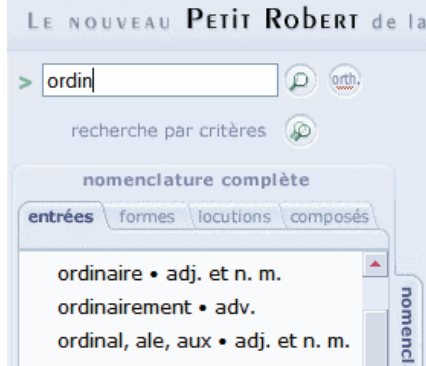 LE NOUVEAU PETIT ROBERT de la
> ordin
orth.
recherche par critères
nomenclature complète
entrées formes locutions composés
ordinaire • adj. et n. m.
ordinairement • adv.
ordinal, ale, aux • adj. et n. m.
nomencl